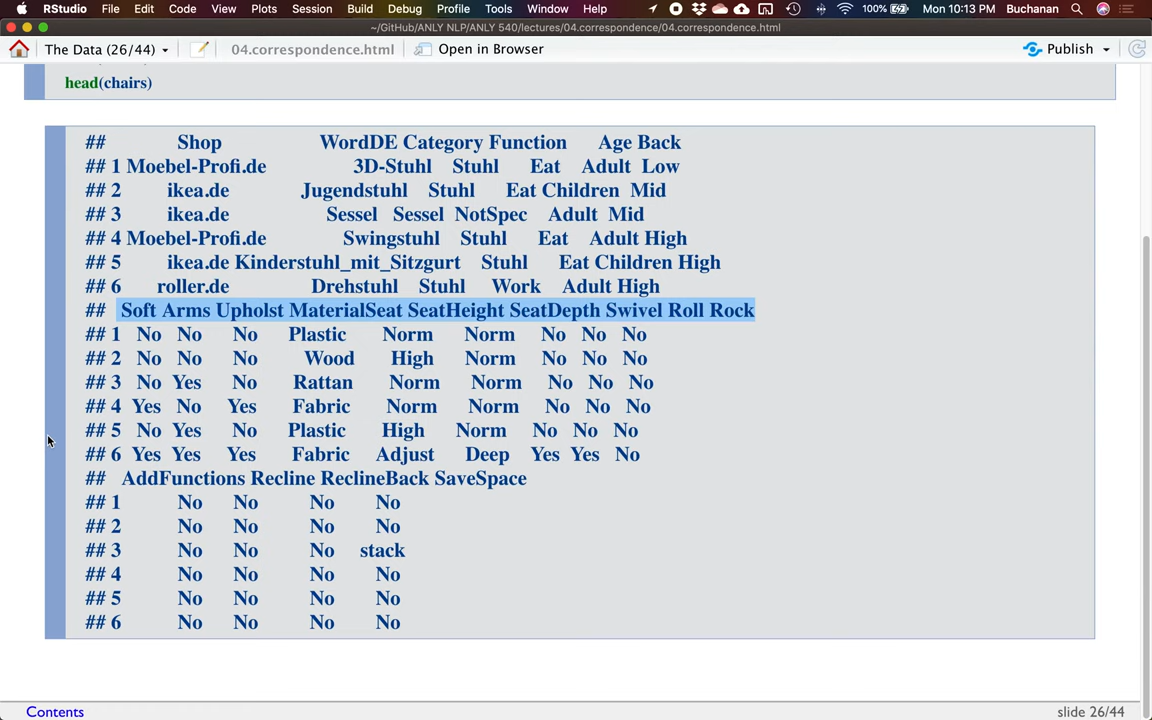 RStudio File Edit Code View Plots Session Build Debug Profile Tools Window Help 100% Mon 10:13 PM Buchanan
~/GitHub/ANLY NLP/ANLY 540/lectures/04.correspondence/04.correspondence.html
The Data (26/44) 04.correspondence.html Open in Browser Publish
head(chairs)
## Shop WordDE Category Function Age Back
## 1 Moebel-Profi.de 3D-Stuhl Stuhl Eat Adult Low
## 2 ikea.de Jugendstuhl Stuhl Eat Children Mid
## 3 ikea.de Sessel Sessel NotSpec Adult Mid
## 4 Moebel-Profi.de Swingstuhl Stuhl Eat Adult High
## 5 ikea.de Kinderstuhl_mit_Sitzgurt Stuhl Eat Children High
## 6 roller.de Drehstuhl Stuhl Work Adult High
## Soft Arms Upholst MaterialSeat SeatHeight SeatDepth Swivel Roll Rock
## 1 No No No Plastic Norm Norm No No No
## 2 No No No Wood High Norm No No No
## 3 No Yes No Rattan Norm Norm No No No
## 4 Yes No Yes Fabric Norm Norm No No No
## 5 No Yes No Plastic High Norm No No No
## 6 Yes Yes Yes Fabric Adjust Deep Yes Yes No
## AddFunctions Recline ReclineBack SaveSpace
## 1 No No No No
## 2 No No No No
## 3 No No No stack
## 4 No No No No
## 5 No No No No
## 6 No No No No
Contents slide 26/44